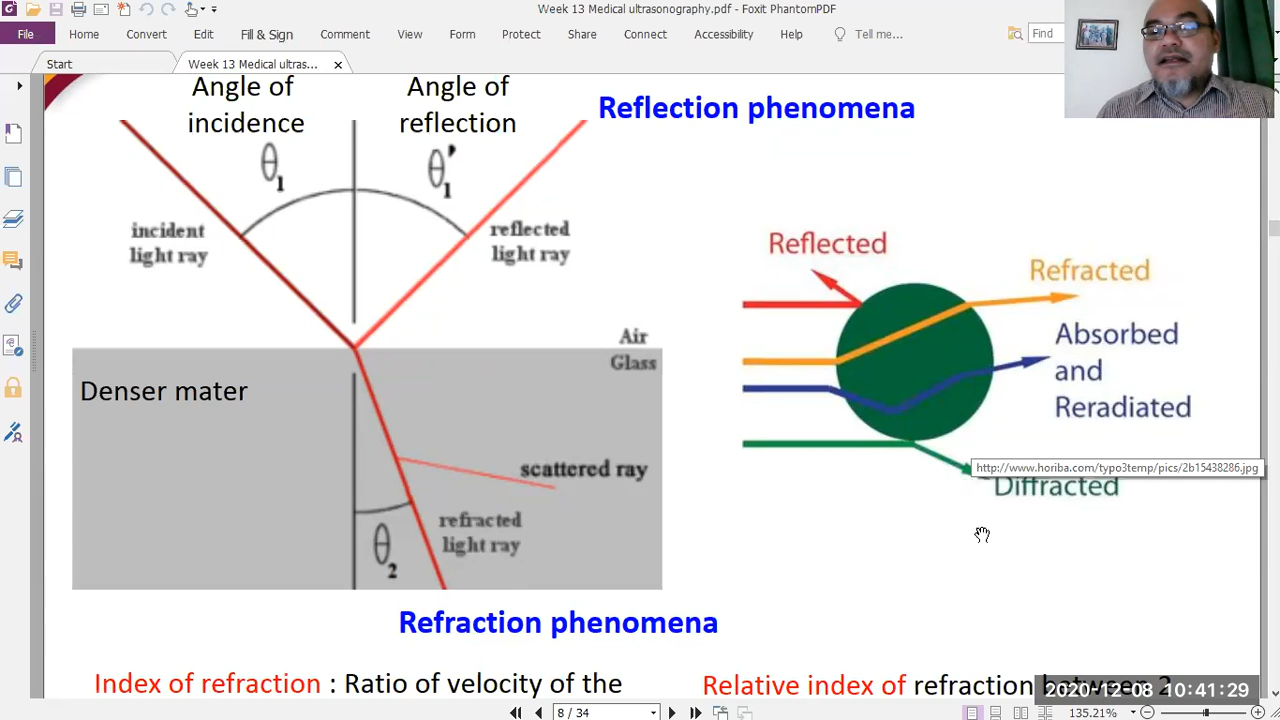 Week 13 Medical ultrasonography.pdf - Foxit PhantomPDF
File Home Convert Edit Fill & Sign Comment View Form Protect Share Connect Accessibility Help Tell me... Find
Start Week 13 Medical ultras...
Angle of incidence
Angle of reflection
Reflection phenomena
θ1
θ1'
incident light ray
reflected light ray
Air
Glass
Denser mater
scattered ray
θ2
refracted light ray
Reflected
Refracted
Absorbed
and
Reradiated
http://www.horiba.com/typo3temp/pics/2b15438286.jpg
Diffracted
Refraction phenomena
Index of refraction : Ratio of velocity of the
Relative index of refraction between 2
2020-12-08 10:41:29
8 / 34
135.21%